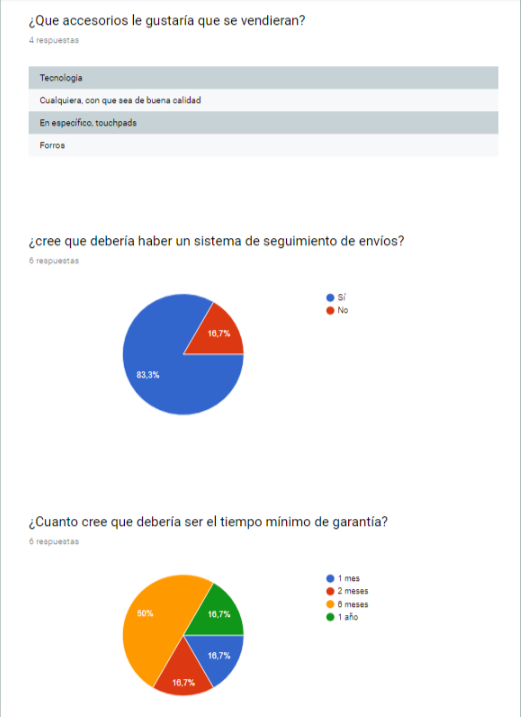 ¿Que accesorios le gustaría que se vendieran?
4 respuestas
Tecnologia
Cualquiera, con que sea de buena calidad
En específico, touchpads
Forros
¿cree que debería haber un sistema de seguimiento de envíos?
6 respuestas
Sí
No
16,7%
83,3%
¿Cuanto cree que debería ser el tiempo mínimo de garantía?
6 respuestas
1 mes
2 meses
6 meses
1 año
50%
16,7%
16,7%
16,7%